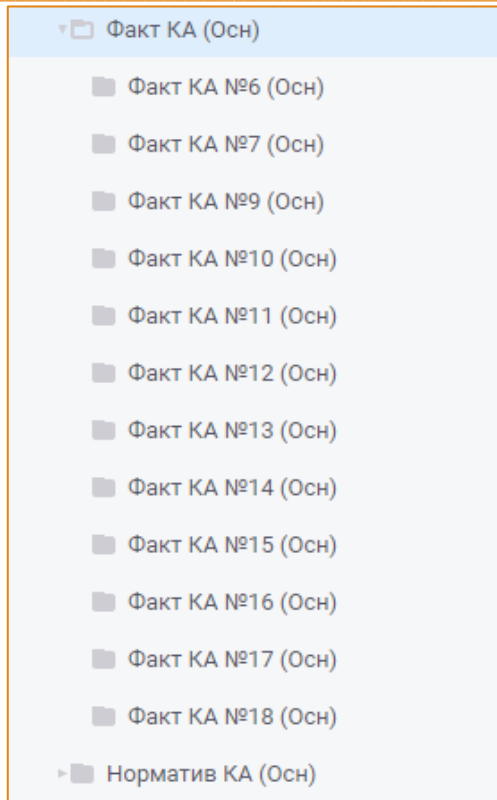 Факт КА (Осн)
Факт КА №6 (Осн)
Факт КА №7 (Осн)
Факт КА №9 (Осн)
Факт КА №10 (Осн)
Факт КА №11 (Осн)
Факт КА №12 (Осн)
Факт КА №13 (Осн)
Факт КА №14 (Осн)
Факт КА №15 (Осн)
Факт КА №16 (Осн)
Факт КА №17 (Осн)
Факт КА №18 (Осн)
Норматив КА (Осн)